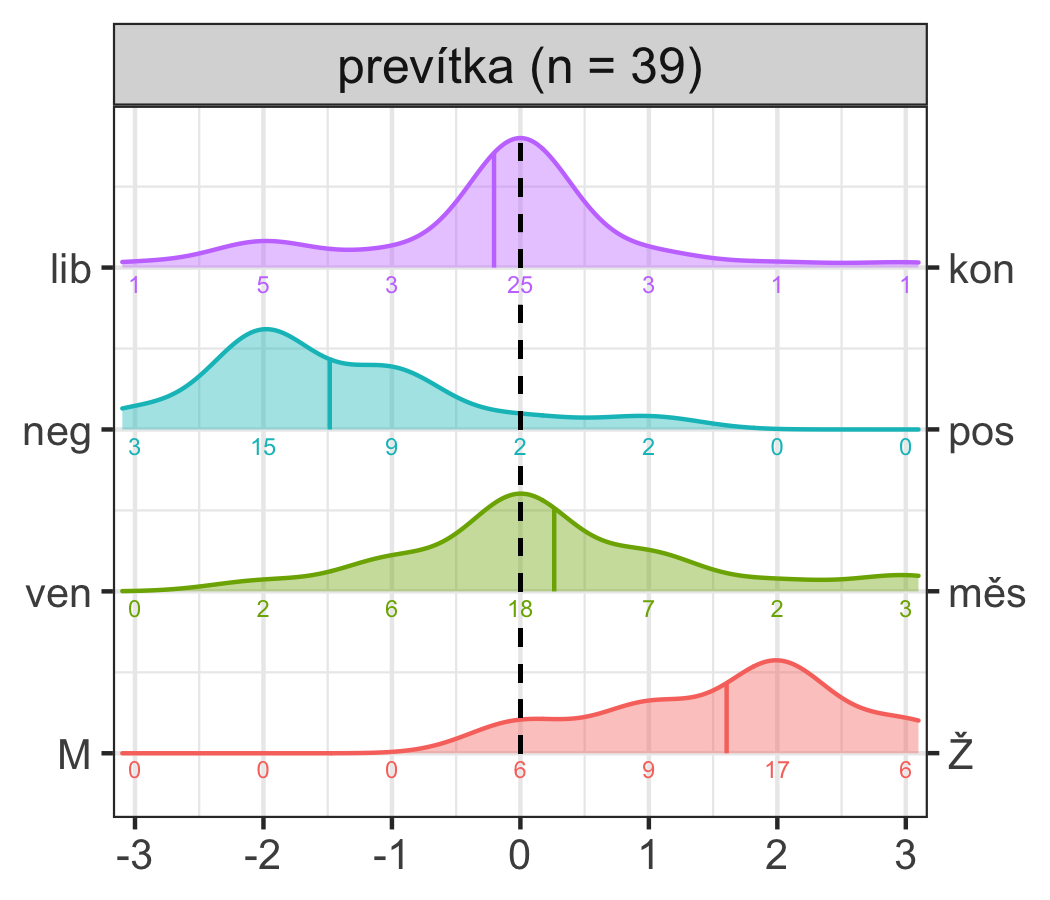 prevítka (n = 39)
lib kon
1 5 3 25 3 1 1
neg pos
3 15 9 2 2 0 0
ven měs
0 2 6 18 7 2 3
M Ž
0 0 0 6 9 17 6
-3 -2 -1 0 1 2 3